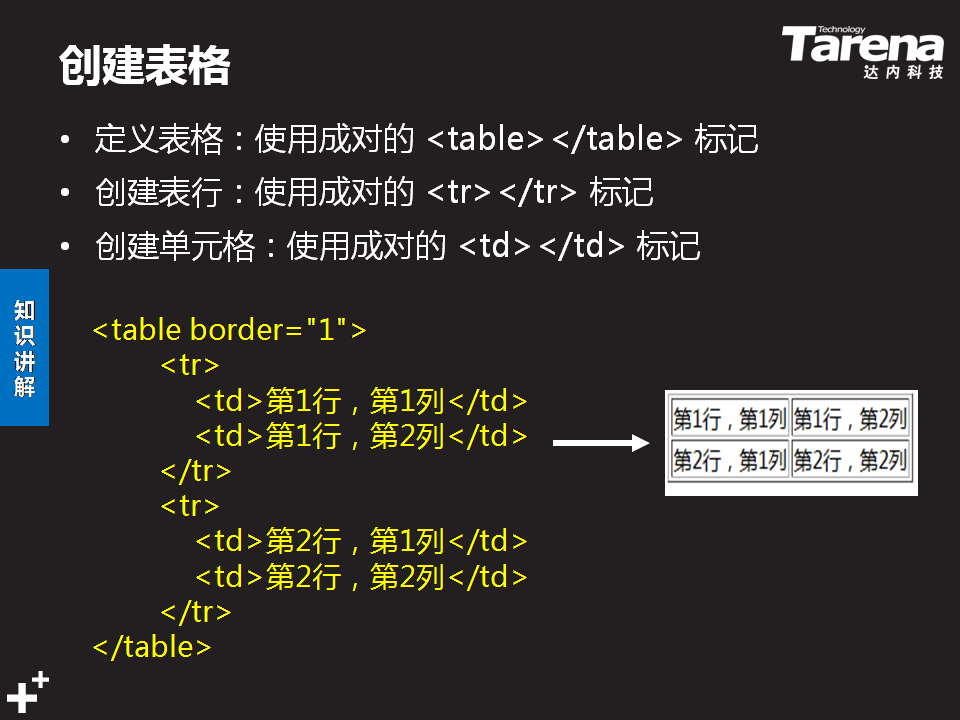 创建表格
Technology
Tarena
达内科技
• 定义表格：使用成对的 <table></table> 标记
• 创建表行：使用成对的 <tr></tr> 标记
• 创建单元格：使用成对的 <td></td> 标记
知识讲解
<table border="1">
<tr>
<td>第1行，第1列</td>
<td>第1行，第2列</td>
</tr>
<tr>
<td>第2行，第1列</td>
<td>第2行，第2列</td>
</tr>
</table>
第1行，第1列 第1行，第2列
第2行，第1列 第2行，第2列